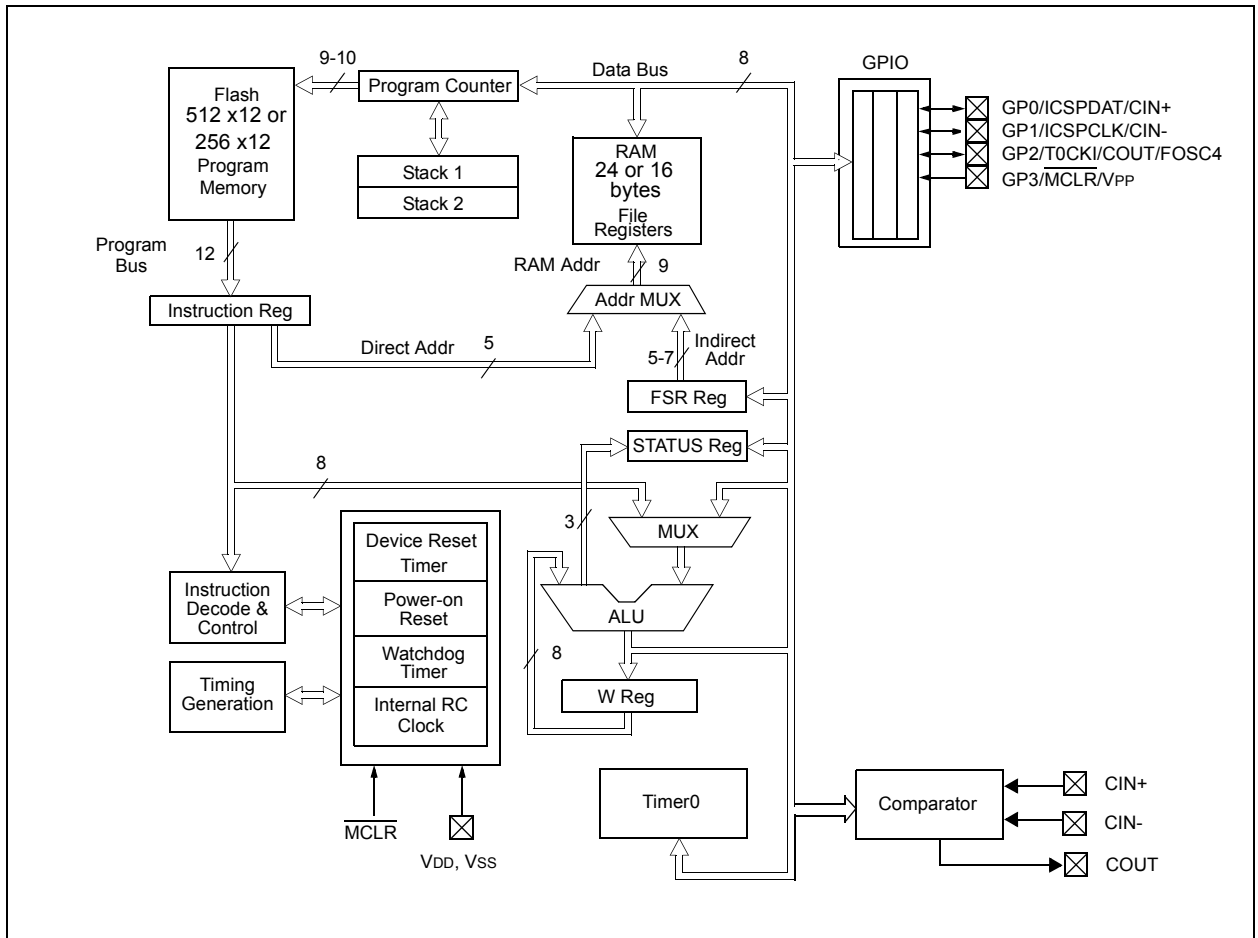 9-10
Flash
512 x12 or
256 x12
Program
Memory
Program Counter
Stack 1
Stack 2
Data Bus
8
RAM
24 or 16
bytes
File
Registers
GPIO
GP0/ICSPDAT/CIN+
GP1/ICSPCLK/CIN-
GP2/T0CKI/COUT/FOSC4
GP3/MCLR/VPP
Program
Bus
12
RAM Addr
9
Addr MUX
Instruction Reg
Direct Addr
5
5-7
Indirect
Addr
FSR Reg
STATUS Reg
8
3
MUX
Device Reset
Timer
Power-on
Reset
Watchdog
Timer
Internal RC
Clock
Instruction
Decode &
Control
Timing
Generation
ALU
8
W Reg
MCLR
VDD, VSS
Timer0
Comparator
CIN+
CIN-
COUT